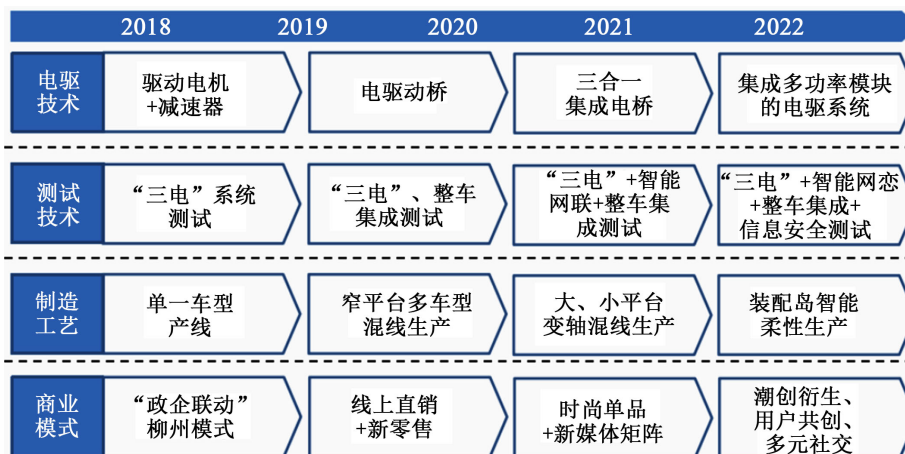 2018 2019 2020 2021 2022
电驱
技术
驱动电机
+减速器
电驱动桥
三合一
集成电桥
集成多功率模块
的电驱系统
测试
技术
“三电”系统
测试
“三电”、整车
集成测试
“三电”+智能
网联+整车集
成测试
“三电”+智能网恋
+整车集成+
信息安全测试
制造
工艺
单一车型
产线
窄平台多车型
混线生产
大、小平台
变轴混线生产
装配岛智能
柔性生产
商业
模式
“政企联动”
柳州模式
线上直销
+新零售
时尚单品
+新媒体矩阵
潮创衍生、
用户共创、
多元社交